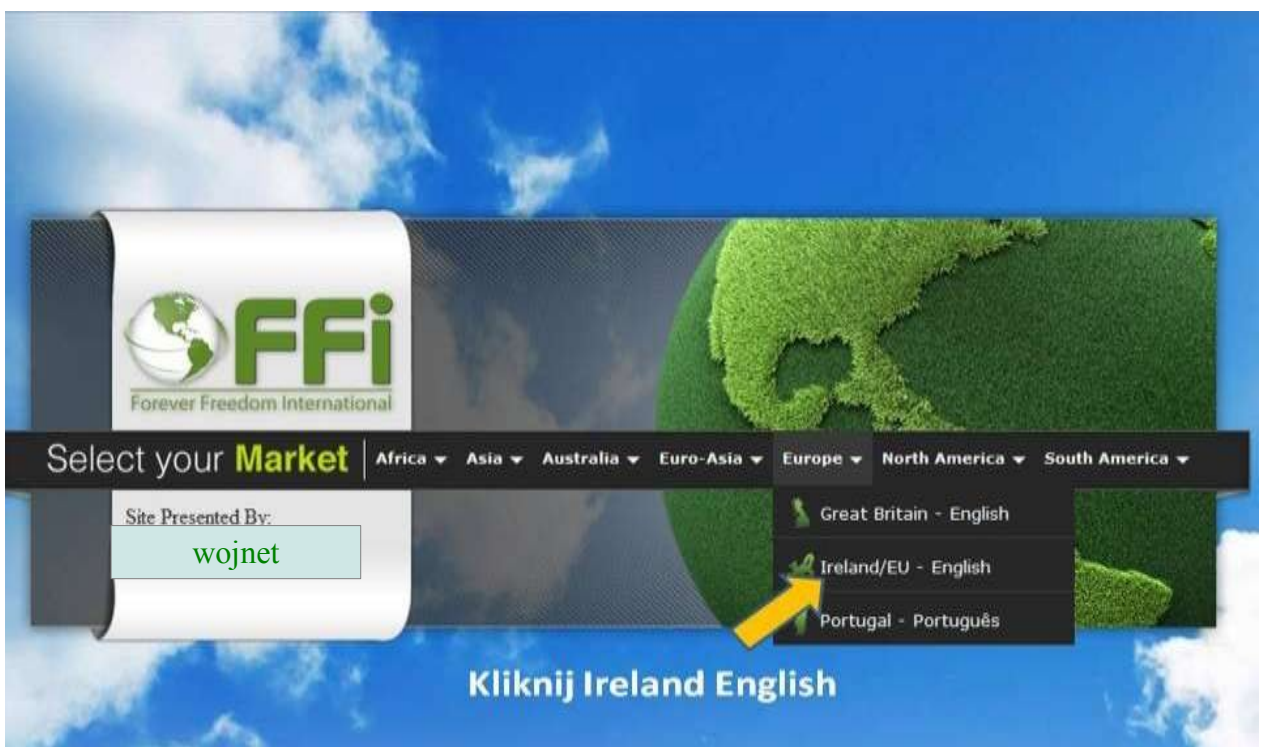 FFi
Forever Freedom International
Select your Market Africa Asia Australia Euro-Asia Europe North America South America
Site Presented By:
wojnet
Great Britain - English
Ireland/EU - English
Portugal - Português
Kliknij Ireland English